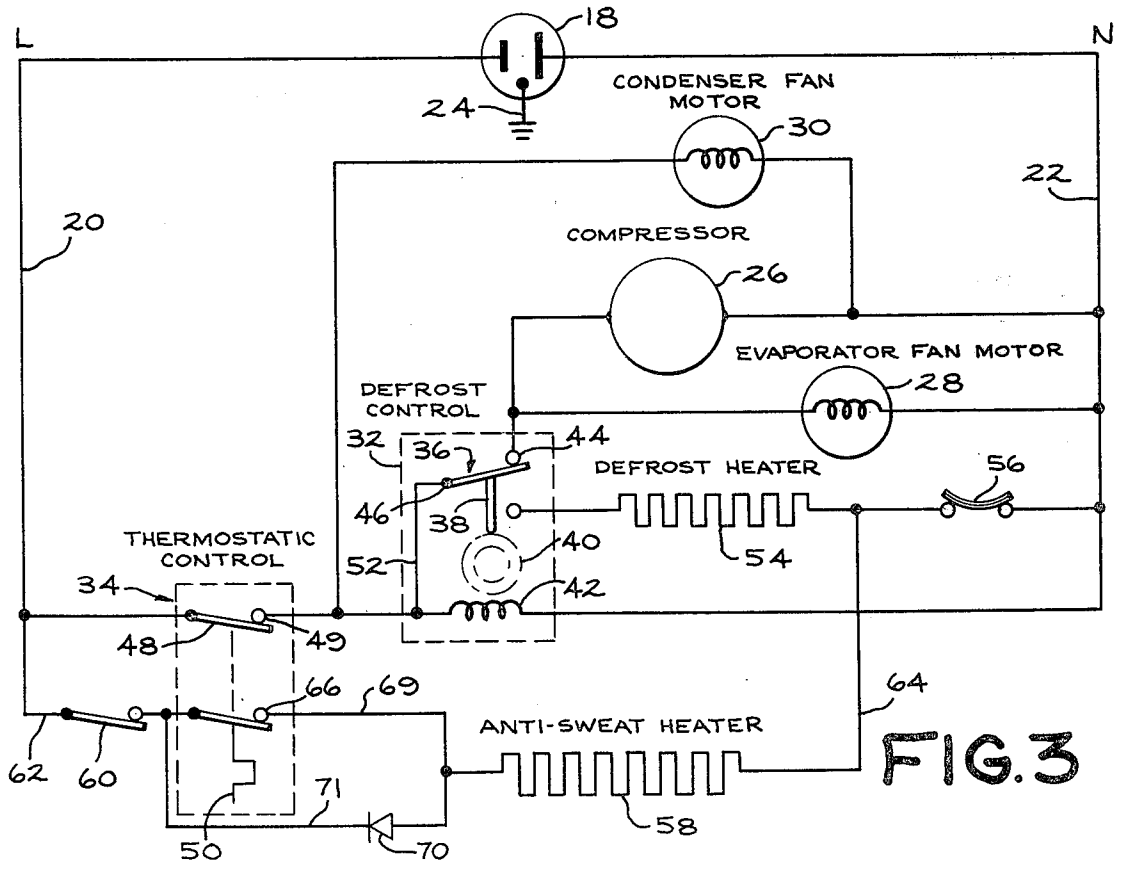 L
18
N
CONDENSER FAN
MOTOR
24
30
22
20
COMPRESSOR
26
EVAPORATOR FAN MOTOR
28
DEFROST
CONTROL
32
36
44
DEFROST HEATER
56
46
38
THERMOSTATIC
CONTROL
40
54
52
34
42
48
49
66
69
64
ANTI-SWEAT HEATER
FIG. 3
62
60
71
58
50
70